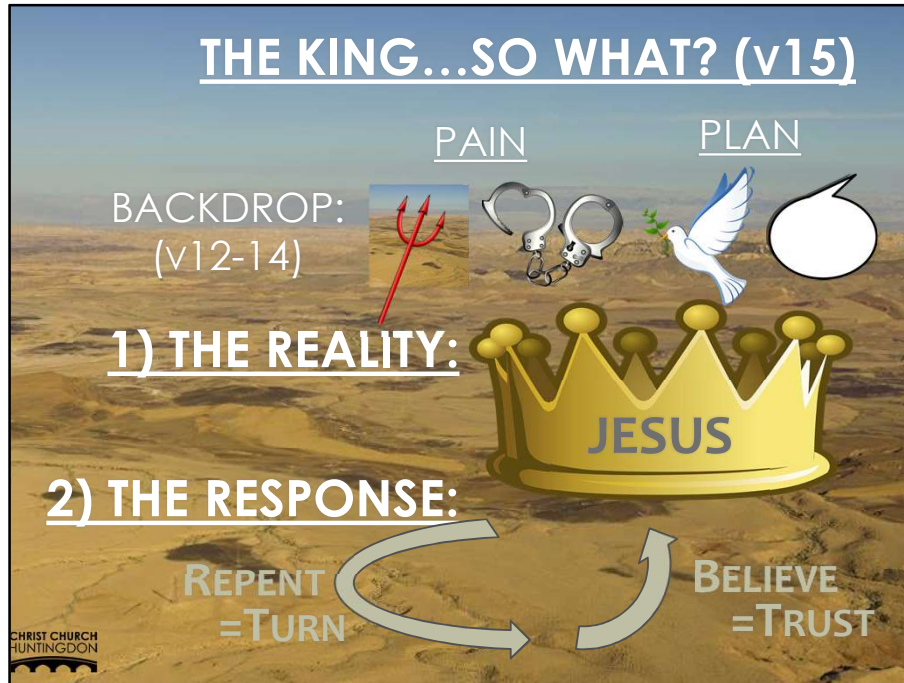 THE KING...SO WHAT? (v15)
PAIN
PLAN
BACKDROP:
(v12-14)
1) THE REALITY:
JESUS
2) THE RESPONSE:
REPENT
=TURN
BELIEVE
=TRUST
CHRIST CHURCH
HUNTINGDON